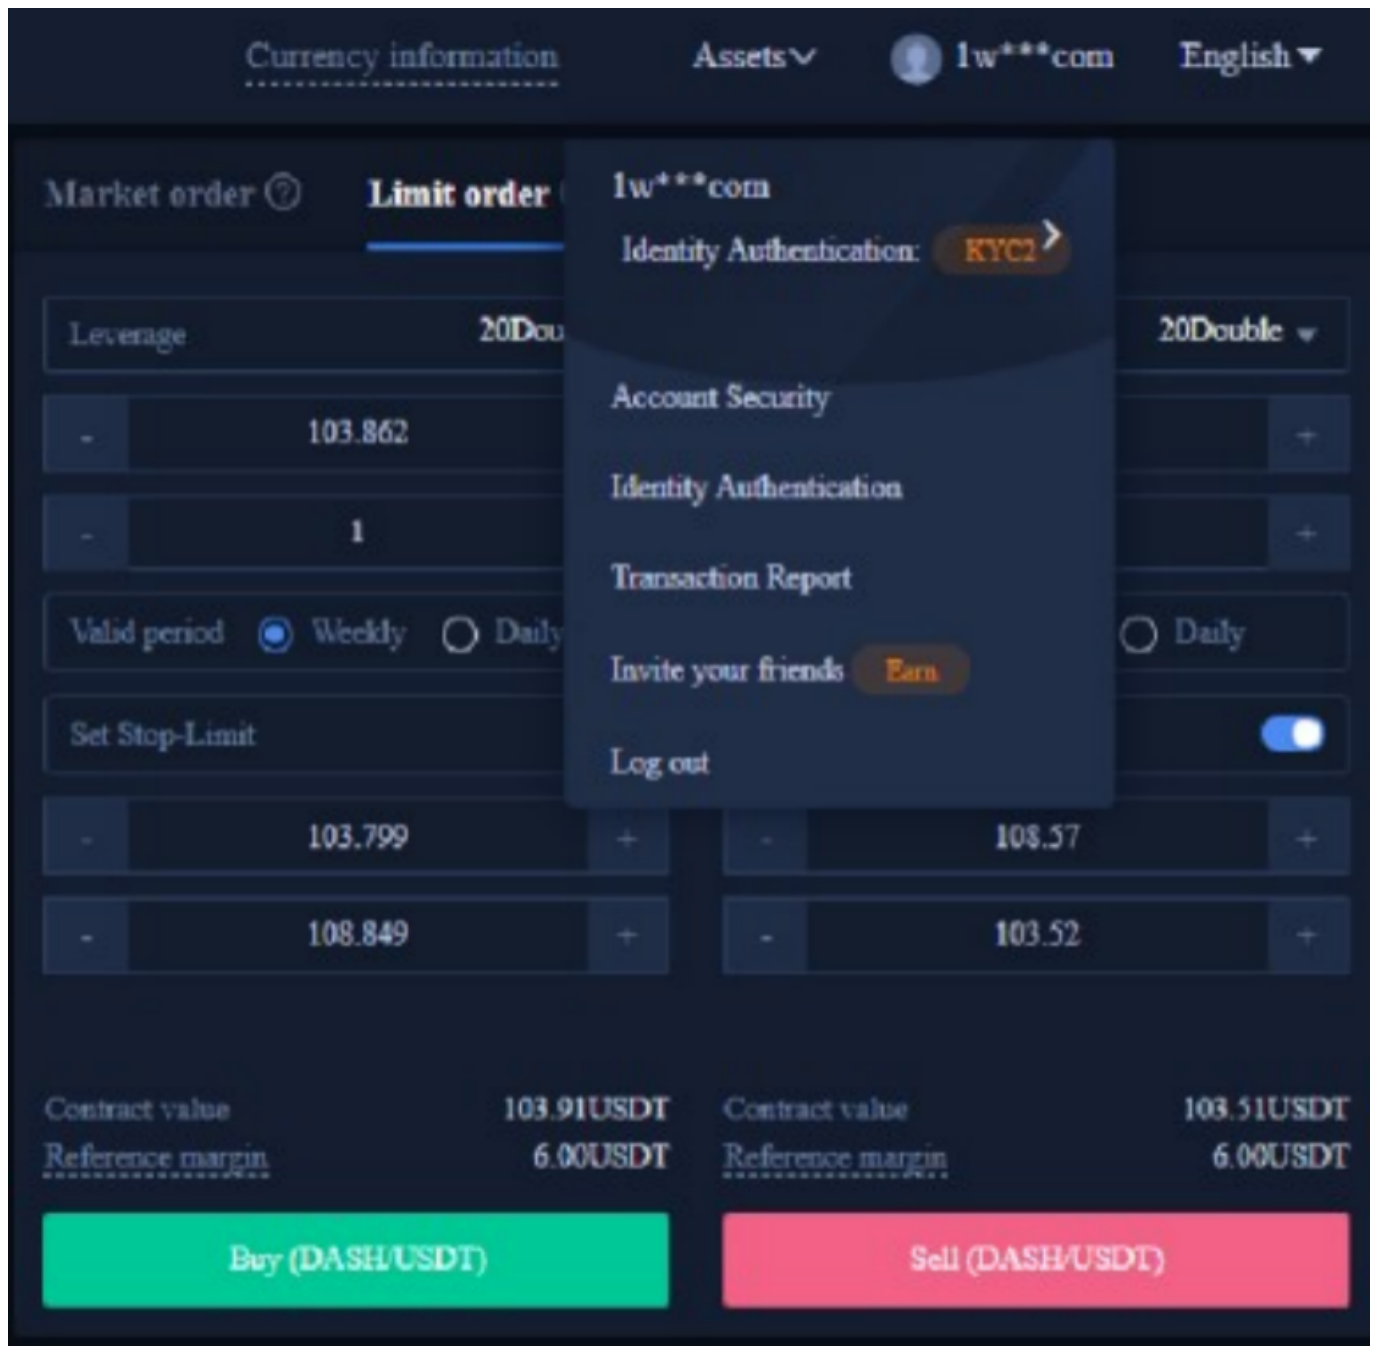 Currency information Assets 1w***com English
Market order ? Limit order
1w***com
Identity Authentication: KYC2
Leverage 20Dou 20Double
Account Security
- 103.862 +
Identity Authentication
- 1 +
Transaction Report
Valid period Weekly Daily Daily
Invite your friends Earn
Set Stop-Limit
Log out
- 103.799 + - 108.57 +
- 108.849 + - 103.52 +
Contract value 103.91USDT Contract value 103.51USDT
Reference margin 6.00USDT Reference margin 6.00USDT
Buy (DASH/USDT) Sell (DASH/USDT)